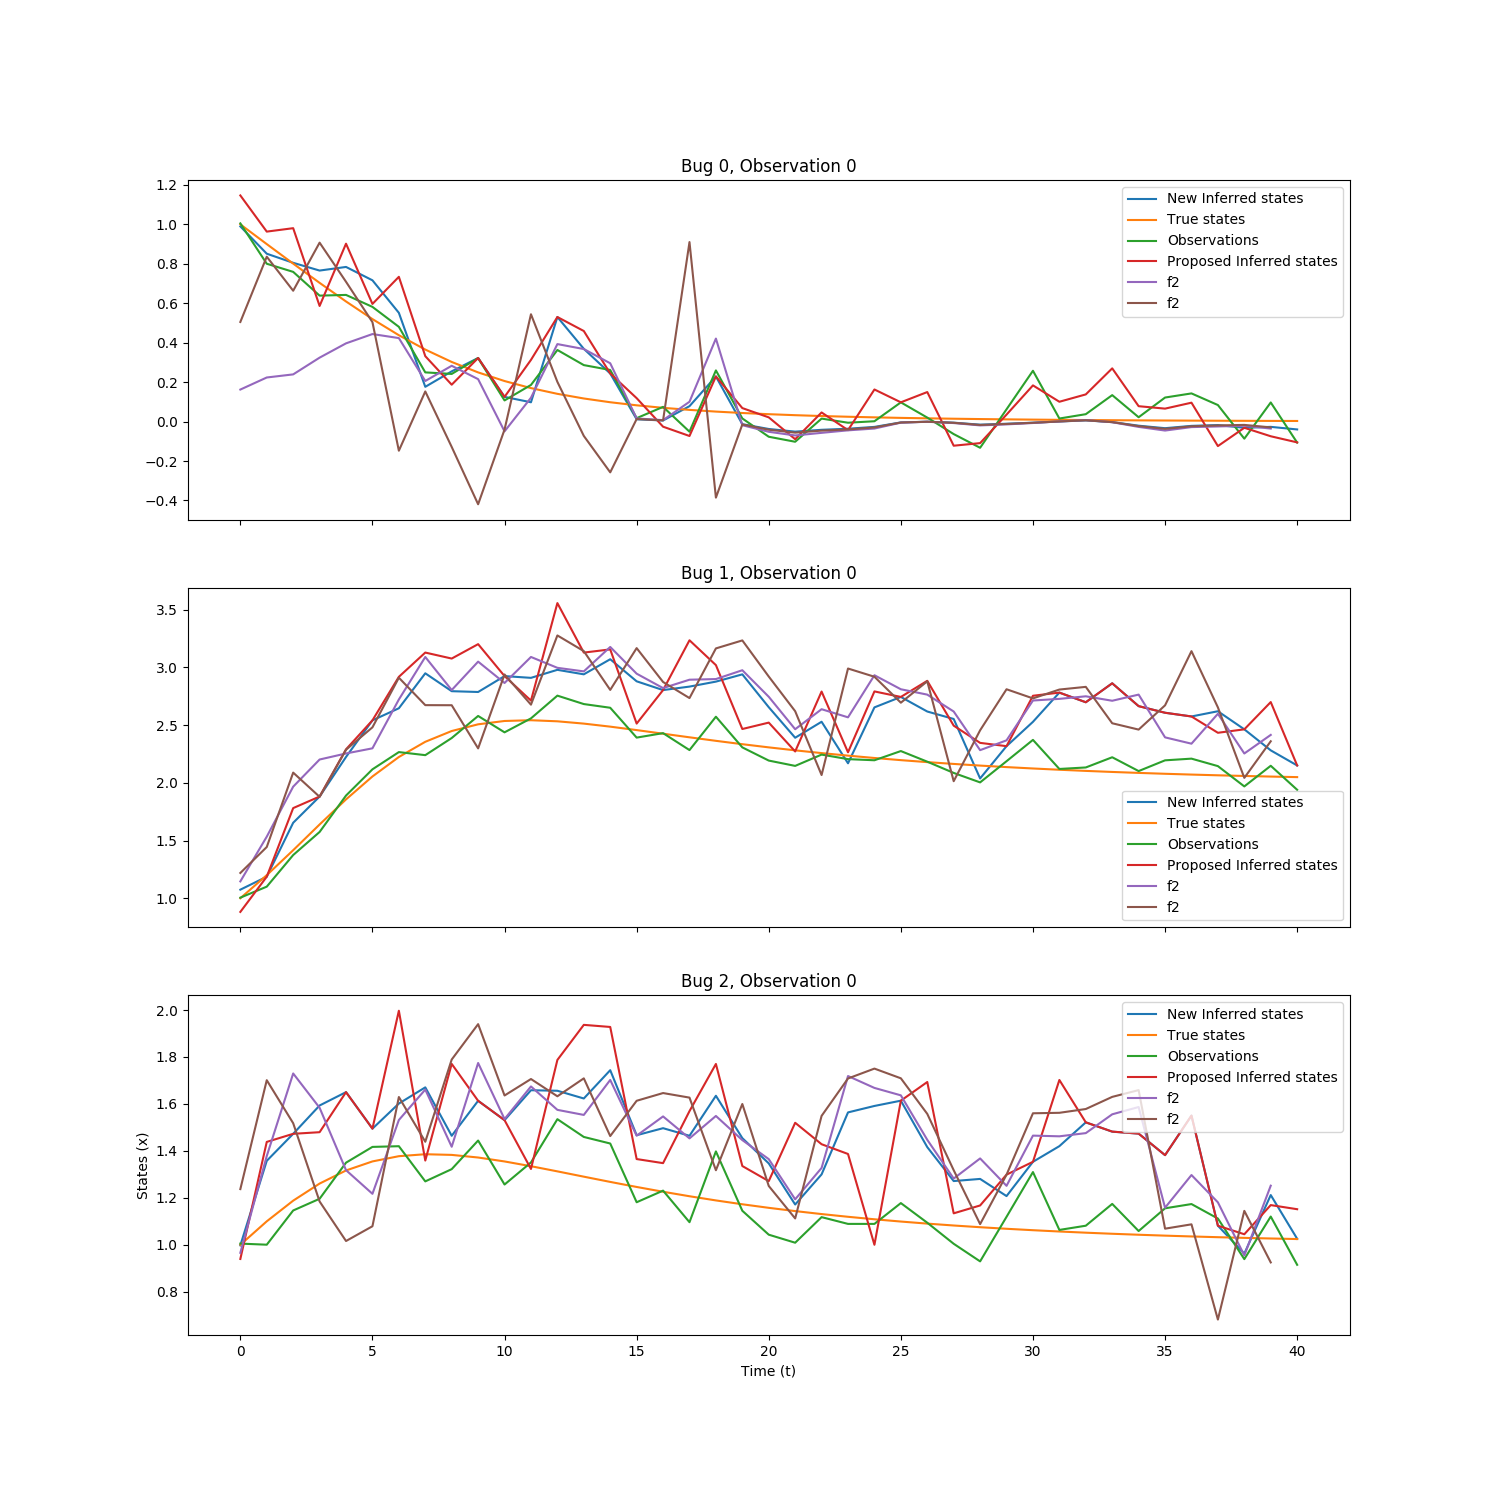 Bug 0, Observation 0
1.2
1.0
0.8
0.6
0.4
0.2
0.0
−0.2
−0.4
New Inferred states
True states
Observations
Proposed Inferred states
f2
f2
Bug 1, Observation 0
3.5
3.0
2.5
2.0
1.5
1.0
New Inferred states
True states
Observations
Proposed Inferred states
f2
f2
Bug 2, Observation 0
2.0
1.8
1.6
1.4
1.2
1.0
0.8
States (x)
New Inferred states
True states
Observations
Proposed Inferred states
f2
f2
0 5 10 15 20 25 30 35 40
Time (t)